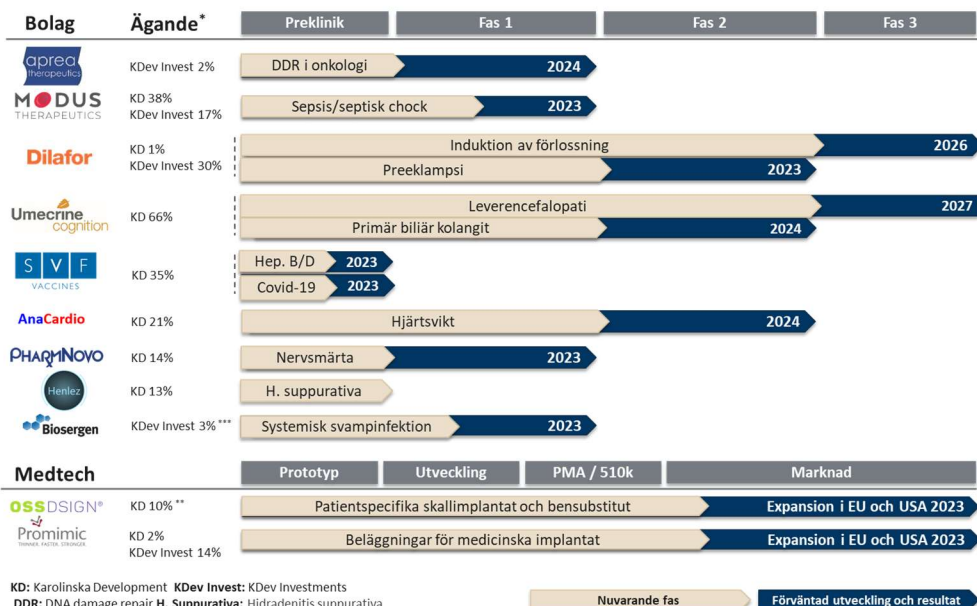 Bolag Ägande* Preklinik Fas 1 Fas 2 Fas 3
aprea therapeutics KDev Invest 2% DDR i onkologi 2024
MODUS THERAPEUTICS KD 38% KDev Invest 17% Sepsis/septisk chock 2023
Dilafor KD 1% KDev Invest 30% Induktion av förlossning 2026
Preeklampsi 2023
Umecrine cognition KD 66% Leverencefalopati 2027
Primär biliär kolangit 2024
SVF VACCINES KD 35% Hep. B/D 2023
Covid-19 2023
AnaCardio KD 21% Hjärtsvikt 2024
PHARMNOVO KD 14% Nervsmärta 2023
Henlez KD 13% H. suppurativa
Biosergen KDev Invest 3% *** Systemisk svampinfektion 2023
Medtech Prototyp Utveckling PMA / 510k Marknad
OSSDSIGN® KD 10% ** Patientspecifika skallimplantat och bensubstitut Expansion i EU och USA 2023
Promimic THINNER. FASTER. STRONGER. KD 2% KDev Invest 14% Beläggningar för medicinska implantat Expansion i EU och USA 2023
KD: Karolinska Development KDev Invest: KDev Investments
DDR: DNA damage repair H. Suppurativa: Hidradenitis suppurativa
Nuvarande fas Förväntad utveckling och resultat